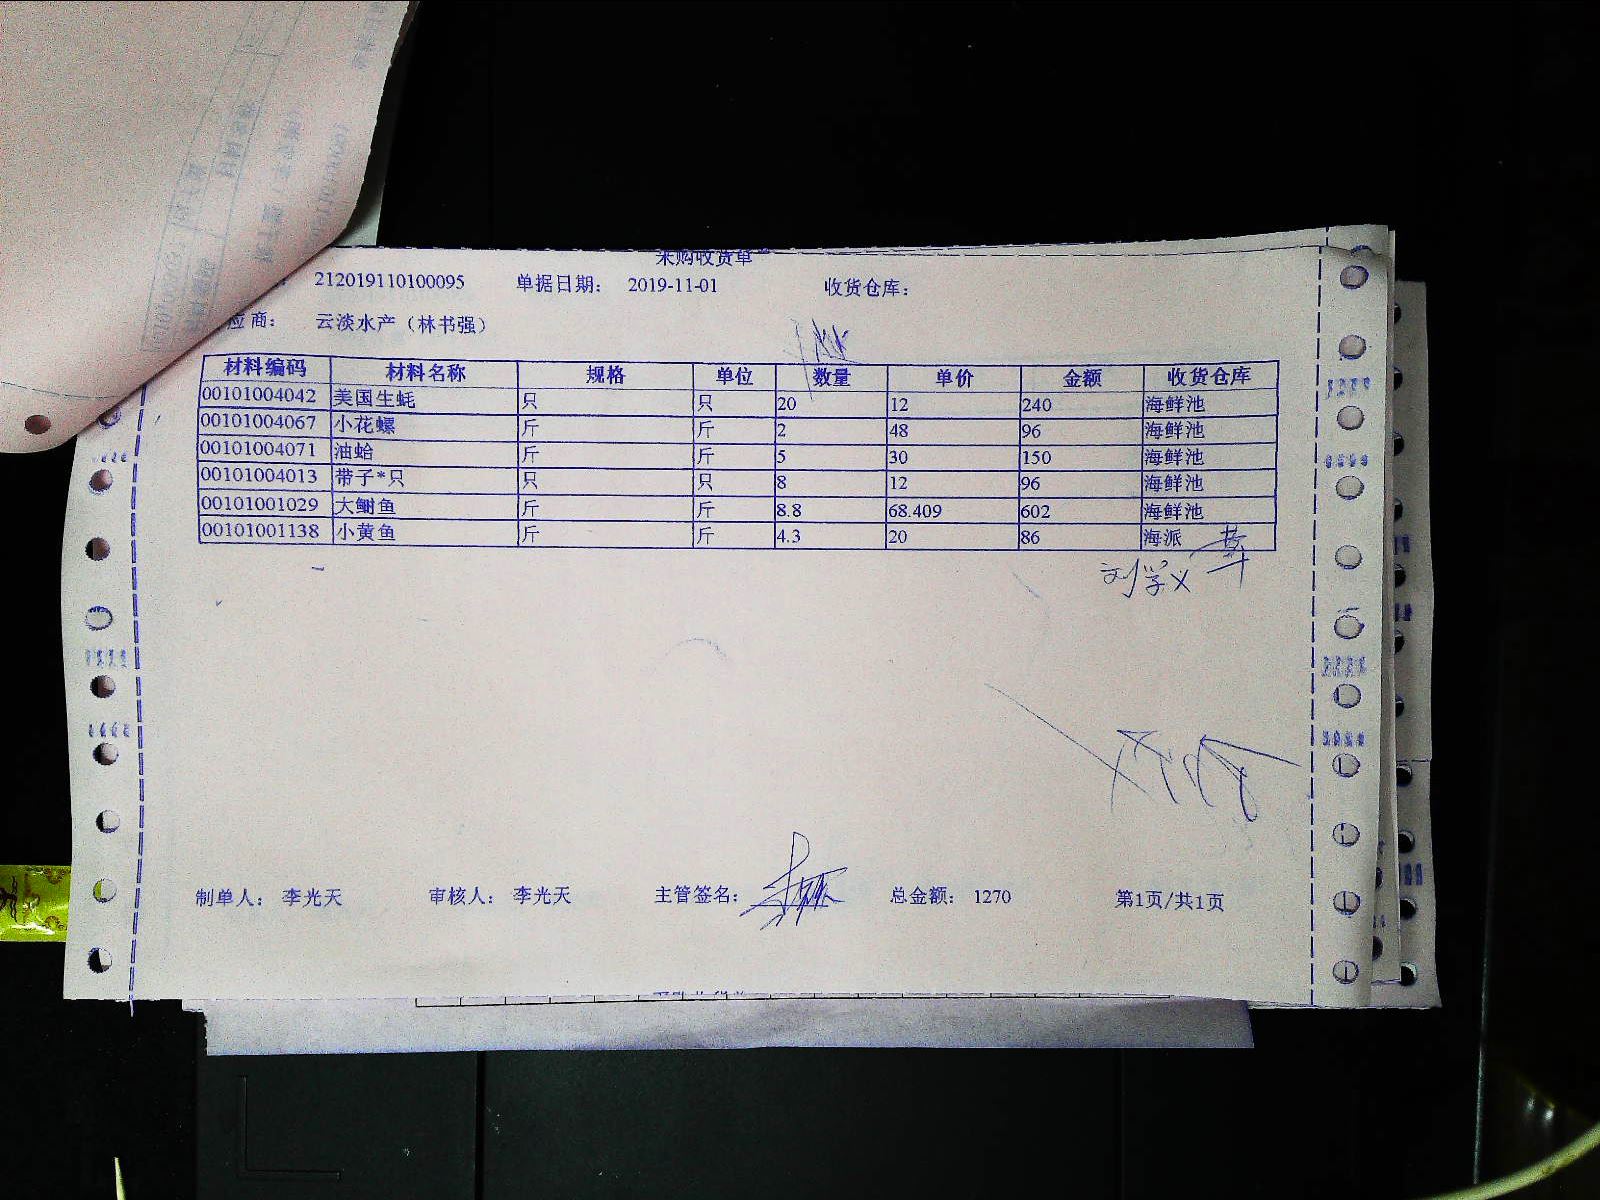 采购收货单
212019110100095 单据日期： 2019-11-01 收货仓库：
应商： 云淡水产（林书强）
材料编码 材料名称 规格 单位 数量 单价 金额 收货仓库
00101004042 美国生蚝 只 只 20 12 240 海鲜池
00101004067 小花螺 斤 斤 2 48 96 海鲜池
00101004071 油蛤 斤 斤 5 30 150 海鲜池
00101004013 带子*只 只 只 8 12 96 海鲜池
00101001029 大鲥鱼 斤 斤 8.8 68.409 602 海鲜池
00101001138 小黄鱼 斤 斤 4.3 20 86 海派
刘学义
制单人： 李光天 审核人： 李光天 主管签名： 总金额： 1270 第1页/共1页